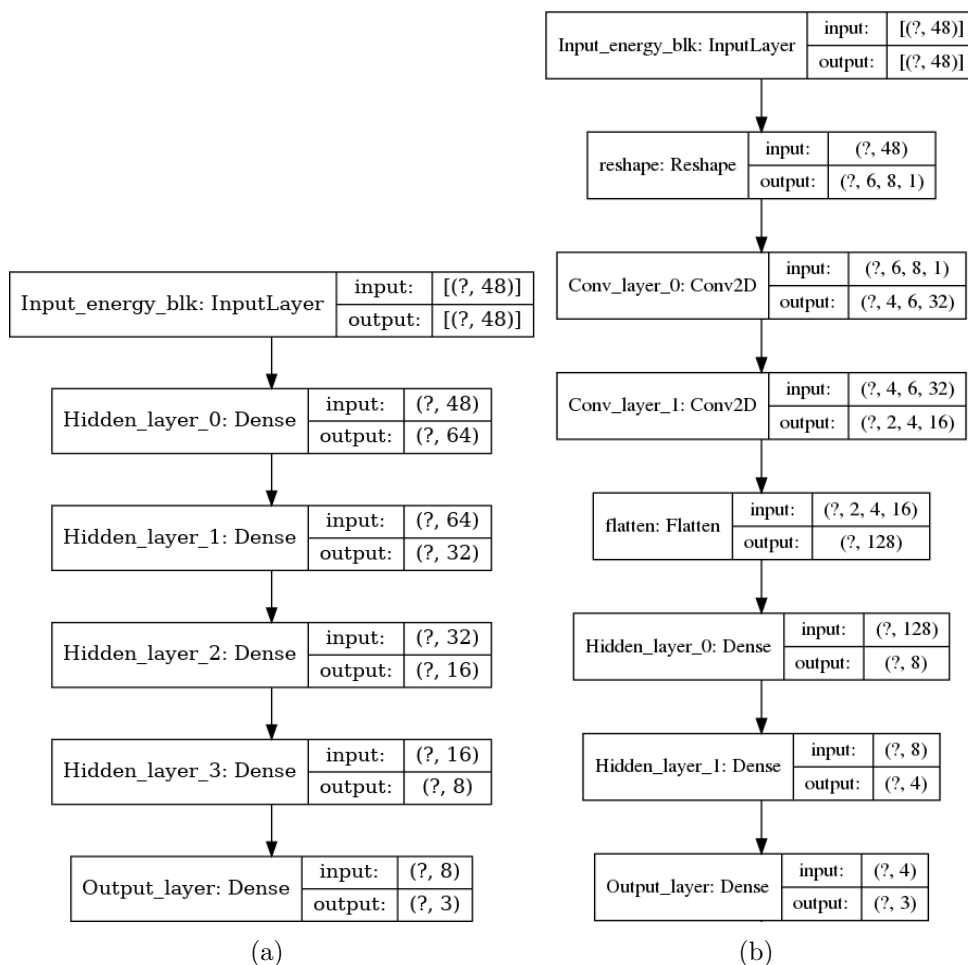 Input_energy_blk: InputLayer
input: [(?, 48)]
output: [(?, 48)]
Hidden_layer_0: Dense
input: (?, 48)
output: (?, 64)
Hidden_layer_1: Dense
input: (?, 64)
output: (?, 32)
Hidden_layer_2: Dense
input: (?, 32)
output: (?, 16)
Hidden_layer_3: Dense
input: (?, 16)
output: (?, 8)
Output_layer: Dense
input: (?, 8)
output: (?, 3)
(a)
Input_energy_blk: InputLayer
input: [(?, 48)]
output: [(?, 48)]
reshape: Reshape
input: (?, 48)
output: (?, 6, 8, 1)
Conv_layer_0: Conv2D
input: (?, 6, 8, 1)
output: (?, 4, 6, 32)
Conv_layer_1: Conv2D
input: (?, 4, 6, 32)
output: (?, 2, 4, 16)
flatten: Flatten
input: (?, 2, 4, 16)
output: (?, 128)
Hidden_layer_0: Dense
input: (?, 128)
output: (?, 8)
Hidden_layer_1: Dense
input: (?, 8)
output: (?, 4)
Output_layer: Dense
input: (?, 4)
output: (?, 3)
(b)